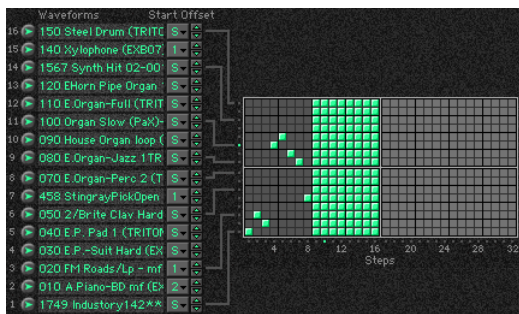 Waveforms Start Offset
16 150 Steel Drum (TRITC S
15 140 Xylophone (EXB07 1
14 1567 Synth Hit 02-00 S
13 120 EHorn Pipe Organ S
12 110 E.Organ-Full (TRIT S
11 100 Organ Slow (PaX)- S
10 090 House Organ loop ( S
9 080 E.Organ-Jazz 1TR S
8 070 E.Organ-Perc 2 (T S
7 458 StingrayPickOpen 1
6 050 2/Brite Clav Hard S
5 040 E.P. Pad 1 (TRITON S
4 030 E.P.-Suit Hard (EX S
3 020 FM Roads/Lp - mf 1
2 010 A.Piano-BD mf (EX 2
1 1749 Industory142** S
4 8 12 16 20 24 28 32
Steps